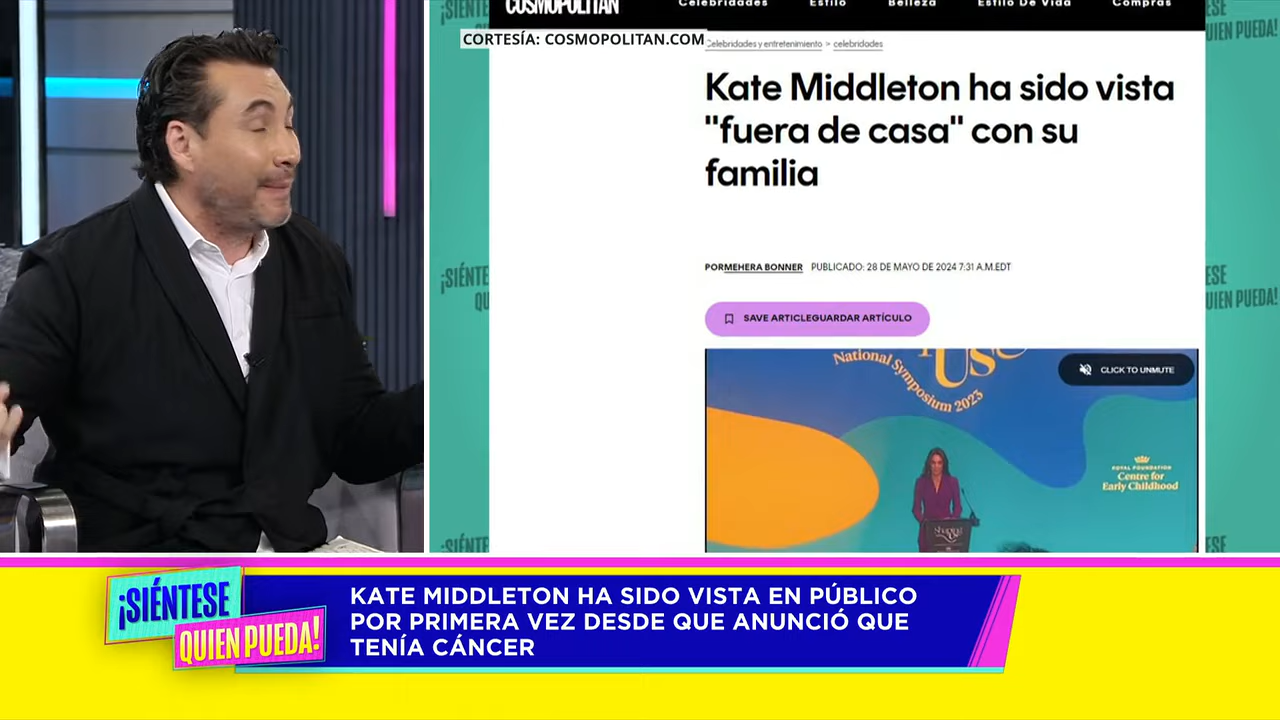 COSMOPOLITAN
Celebridades Estilo Belleza Estilo De Vida Compras
CORTESÍA: COSMOPOLITAN.COM
Celebridades y entretenimiento > celebridades
Kate Middleton ha sido vista
"fuera de casa" con su
familia
PORMEHERA BONNER PUBLICADO: 28 DE MAYO DE 2024 7:31 A.M.EDT
SAVE ARTICLEGUARDAR ARTÍCULO
CLICK TO UNMUTE
National Symposium 2023
ROYAL FOUNDATION
Centre for
Early Childhood
Shaping
Us
¡SIÉNTESE
QUIEN PUEDA!
¡SIÉNTESE
QUIEN PUEDA!
KATE MIDDLETON HA SIDO VISTA EN PÚBLICO
POR PRIMERA VEZ DESDE QUE ANUNCIÓ QUE
TENÍA CÁNCER